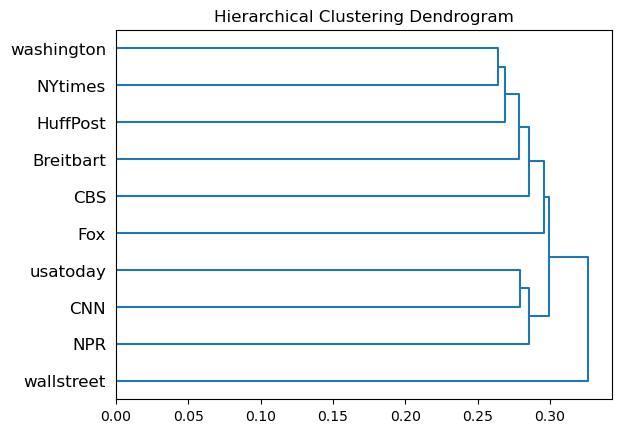 Hierarchical Clustering Dendrogram
washington
NYtimes
HuffPost
Breitbart
CBS
Fox
usatoday
CNN
NPR
wallstreet
0.00 0.05 0.10 0.15 0.20 0.25 0.30